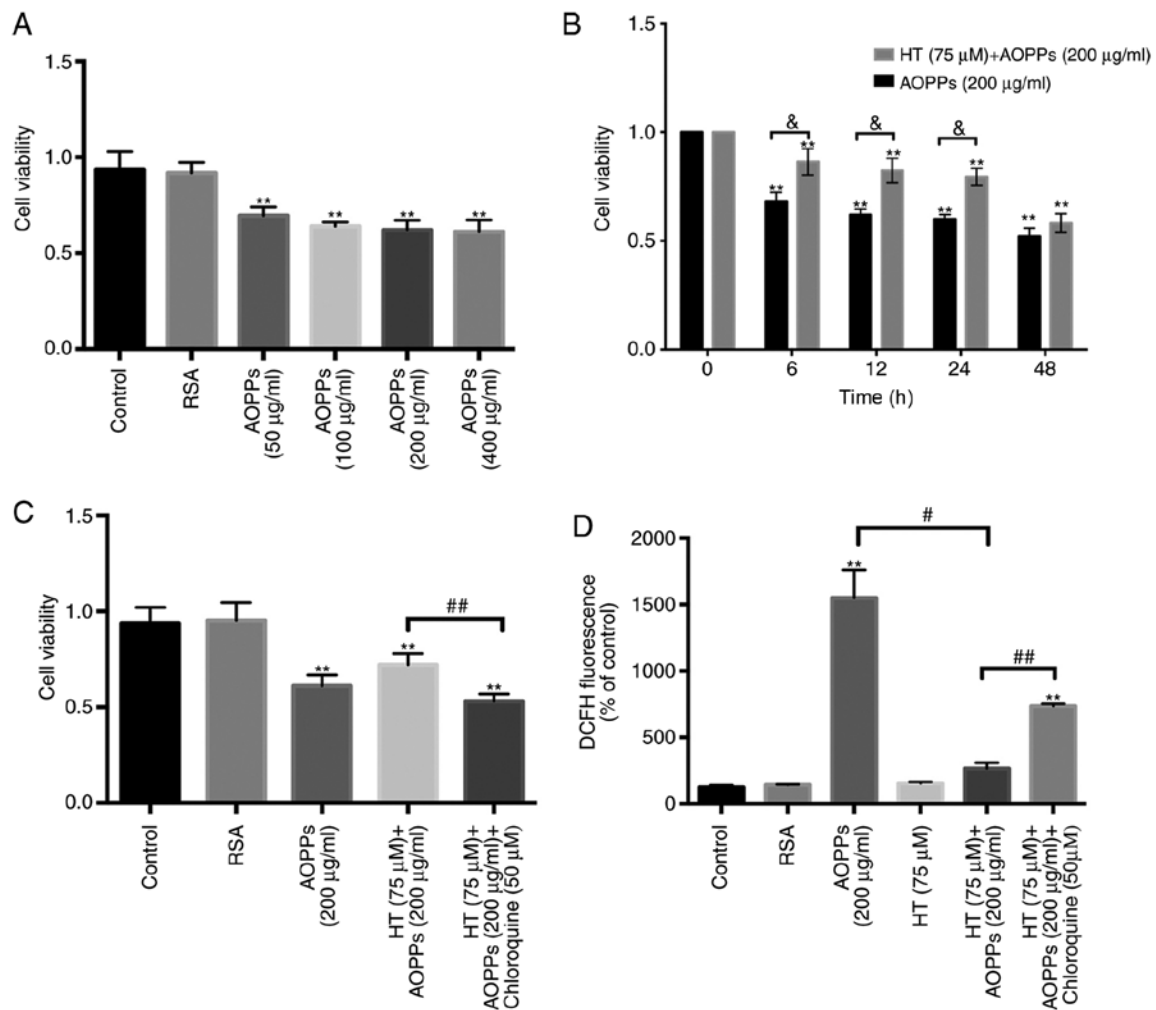 A
1.5
1.0
0.5
0.0
Cell viability
**
**
**
**
Control
RSA
AOPPs
(50 µg/ml)
AOPPs
(100 µg/ml)
AOPPs
(200 µg/ml)
AOPPs
(400 µg/ml)
B
1.5
1.0
0.5
0.0
Cell viability
HT (75 µM)+AOPPs (200 µg/ml)
AOPPs (200 µg/ml)
&
&
&
**
**
**
**
**
**
**
**
0
6
12
24
48
Time (h)
C
1.5
1.0
0.5
0.0
Cell viability
##
**
**
**
Control
RSA
AOPPs
(200 µg/ml)
HT (75 µM)+
AOPPs (200 µg/ml)
HT (75 µM)+
AOPPs (200 µg/ml)+
Chloroquine (50 µM)
D
2000
1500
1000
500
0
DCFH fluorescence
(% of control)
#
**
##
**
Control
RSA
AOPPs
(200 µg/ml)
HT (75 µM)
HT (75 µM)+
AOPPs (200 µg/ml)
HT (75 µM)+
AOPPs (200 µg/ml)+
Chloroquine (50µM)